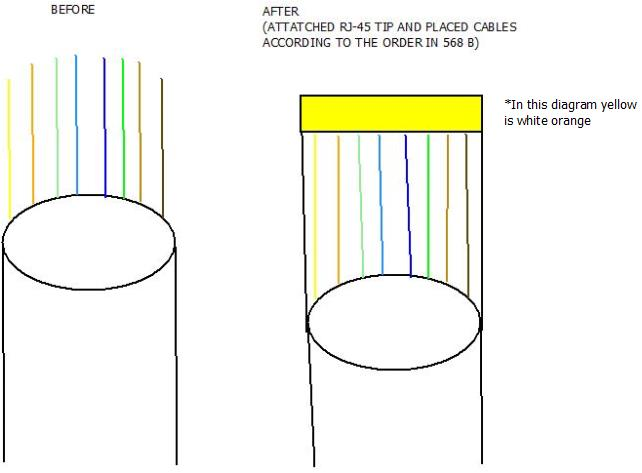 BEFORE
AFTER
(ATTATCHED RJ-45 TIP AND PLACED CABLES
ACCORDING TO THE ORDER IN 568 B)
*In this diagram yellow
is white orange